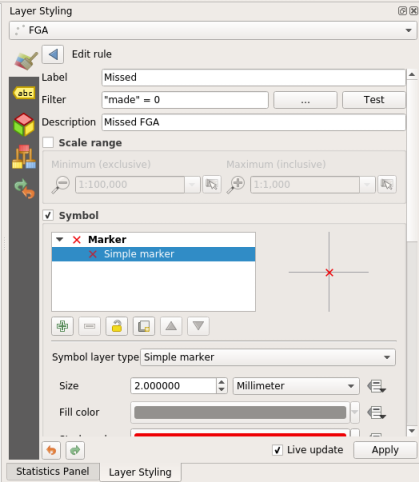 Layer Styling
FGA
Edit rule
Label Missed
abc
Filter "made" = 0 ... Test
Description Missed FGA
Scale range
Minimum (exclusive) Maximum (inclusive)
1:100,000 1:1,000
Symbol
Marker
Simple marker
Symbol layer type Simple marker
Size 2.000000 Millimeter
Fill color
Live update Apply
Statistics Panel Layer Styling